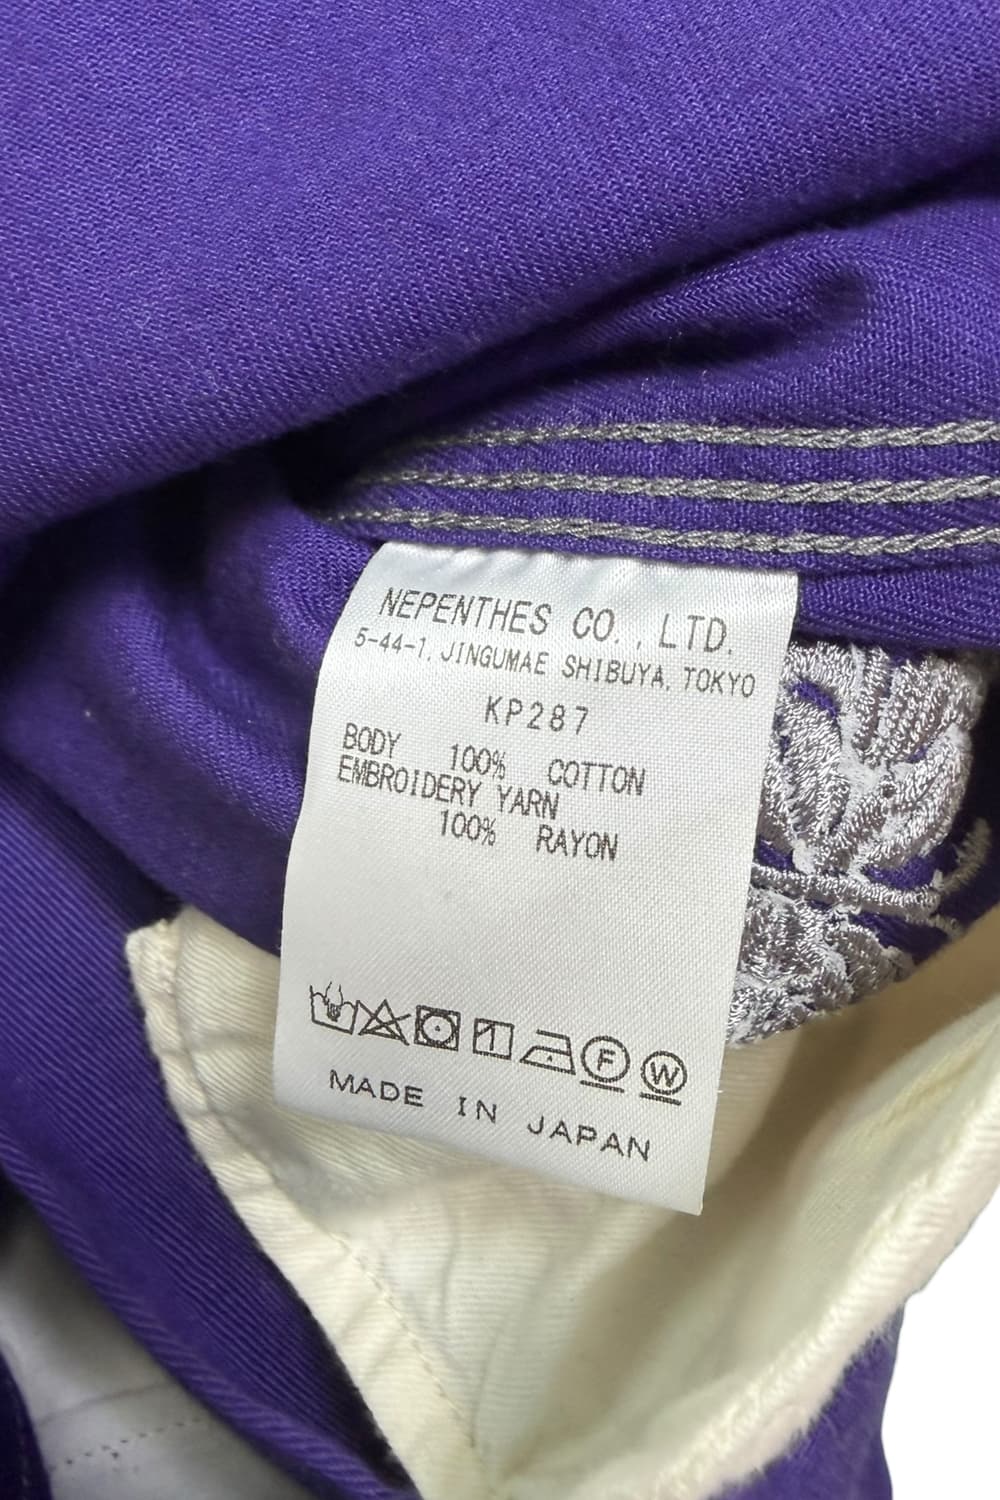 NEPENTHES CO., LTD.
5-44-1, JINGUMAE SHIBUYA, TOKYO
KP287
BODY 100% COTTON
EMBROIDERY YARN
100% RAYON
F W
MADE IN JAPAN